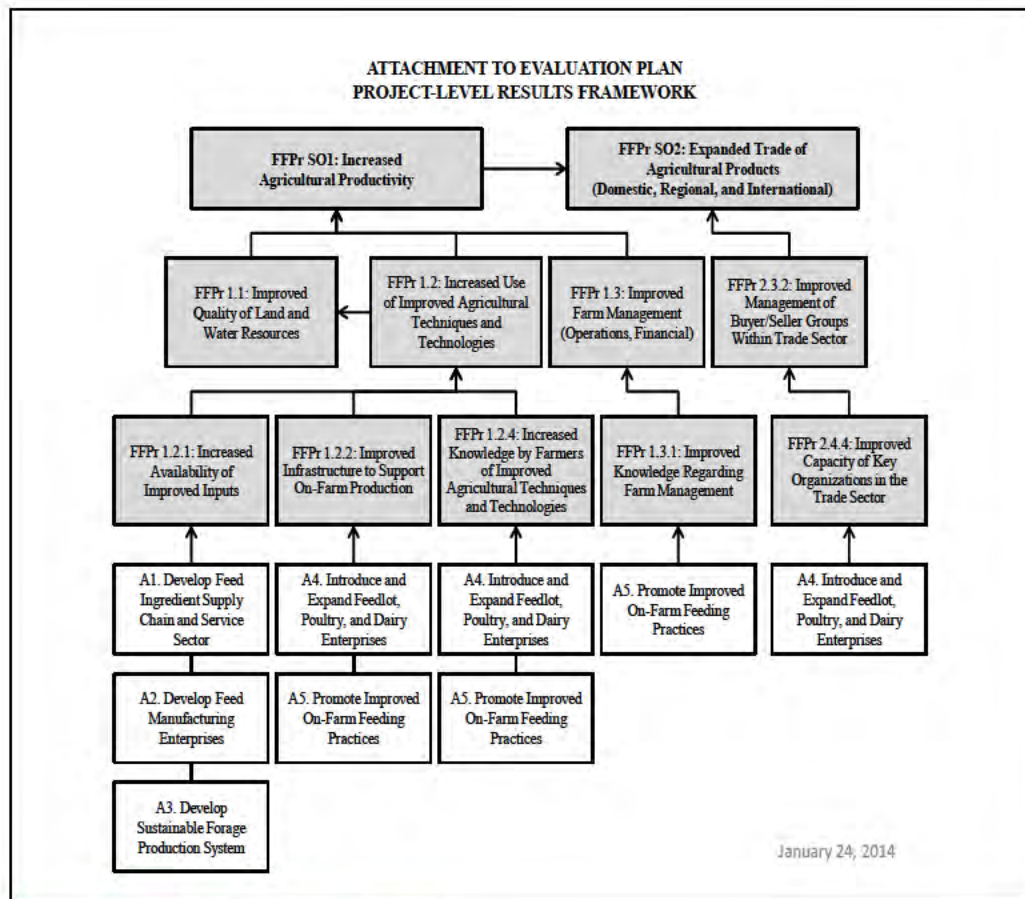 ATTACHMENT TO EVALUATION PLAN
PROJECT-LEVEL RESULTS FRAMEWORK
FFPr SO1: Increased
Agricultural Productivity
FFPr SO2: Expanded Trade of
Agricultural Products
(Domestic, Regional, and International)
FFPr 1.1: Improved
Quality of Land and
Water Resources
FFPr 1.2: Increased Use
of Improved Agricultural
Techniques and
Technologies
FFPr 1.3: Improved
Farm Management
(Operations, Financial)
FFPr 2.3.2: Improved
Management of
Buyer/Seller Groups
Within Trade Sector
FFPr 1.2.1: Increased
Availability of
Improved Inputs
FFPr 1.2.2: Improved
Infrastructure to Support
On-Farm Production
FFPr 1.2.4: Increased
Knowledge by Farmers
of Improved
Agricultural Techniques
and Technologies
FFPr 1.3.1: Improved
Knowledge Regarding
Farm Management
FFPr 2.4.4: Improved
Capacity of Key
Organizations in the
Trade Sector
A1. Develop Feed
Ingredient Supply
Chain and Service
Sector
A4. Introduce and
Expand Feedlot,
Poultry, and Dairy
Enterprises
A4. Introduce and
Expand Feedlot,
Poultry, and Dairy
Enterprises
A5. Promote Improved
On-Farm Feeding
Practices
A4. Introduce and
Expand Feedlot,
Poultry, and Dairy
Enterprises
A2. Develop Feed
Manufacturing
Enterprises
A5. Promote Improved
On-Farm Feeding
Practices
A5. Promote Improved
On-Farm Feeding
Practices
A3. Develop
Sustainable Forage
Production System
January 24, 2014